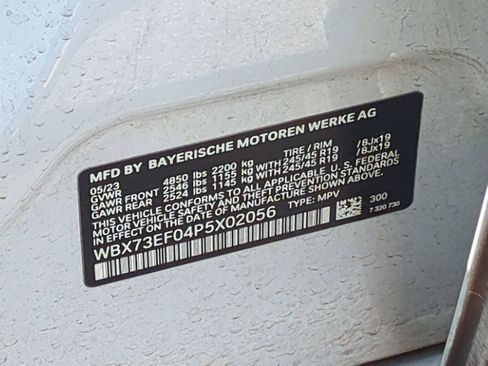 MFD BY BAYERISCHE MOTOREN WERKE AG
05/23 TIRE / RIM
GVWR 4850 lbs 2200 kg
GAWR FRONT 2546 lbs 1155 kg WITH 245/45 R19 /8Jx19
GAWR REAR 2524 lbs 1145 kg WITH 245/45 R19 /8Jx19
THIS VEHICLE CONFORMS TO ALL APPLICABLE U.S. FEDERAL
MOTOR VEHICLE SAFETY AND THEFT PREVENTION STANDARDS
IN EFFECT ON THE DATE OF MANUFACTURE SHOWN ABOVE.
WBX73EF04P5X02056 TYPE: MPV 300
7 320 730